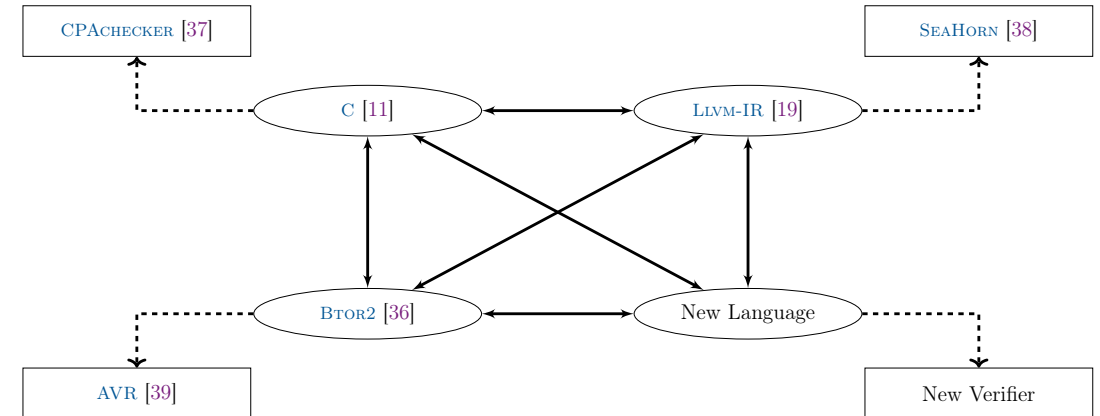 CPAchecker [37]
SeaHorn [38]
C [11]
Llvm-IR [19]
Btor2 [36]
New Language
AVR [39]
New Verifier